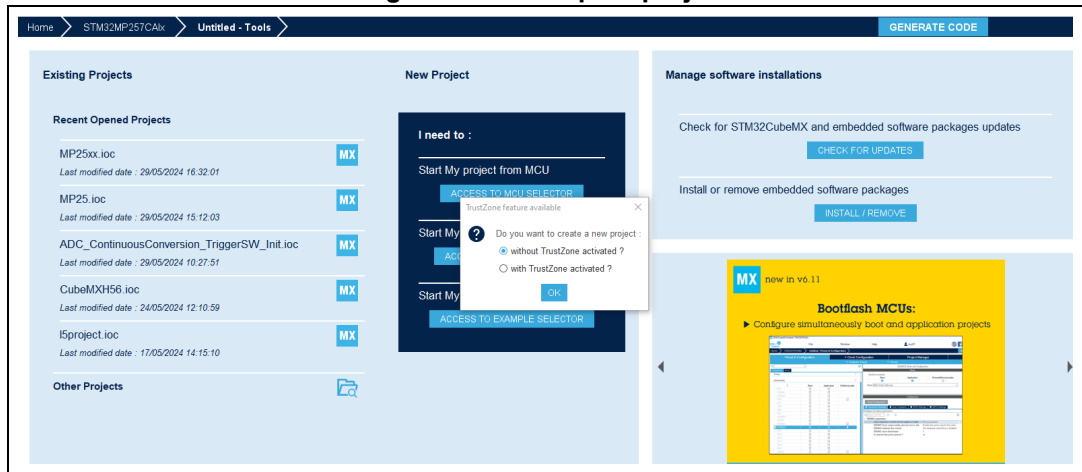 Home
STM32MP257CAIx
Untitled - Tools
GENERATE CODE
Existing Projects
Recent Opened Projects
MP25xx.ioc
MX
Last modified date : 29/05/2024 16:32:01
MP25.ioc
MX
Last modified date : 29/05/2024 15:12:03
ADC_ContinuousConversion_TriggerSW_Init.ioc
MX
Last modified date : 29/05/2024 10:27:51
CubeMXH56.ioc
MX
Last modified date : 24/05/2024 12:10:59
I5project.ioc
MX
Last modified date : 17/05/2024 14:15:10
Other Projects
New Project
I need to :
Start My project from MCU
ACCESS TO MCU SELECTOR
Start My
Start My
ACCESS TO EXAMPLE SELECTOR
TrustZone feature available
Do you want to create a new project :
without TrustZone activated ?
with TrustZone activated ?
OK
Manage software installations
Check for STM32CubeMX and embedded software packages updates
CHECK FOR UPDATES
Install or remove embedded software packages
INSTALL / REMOVE
MX new in v6.11
Bootflash MCUs:
Configure simultaneously boot and application projects